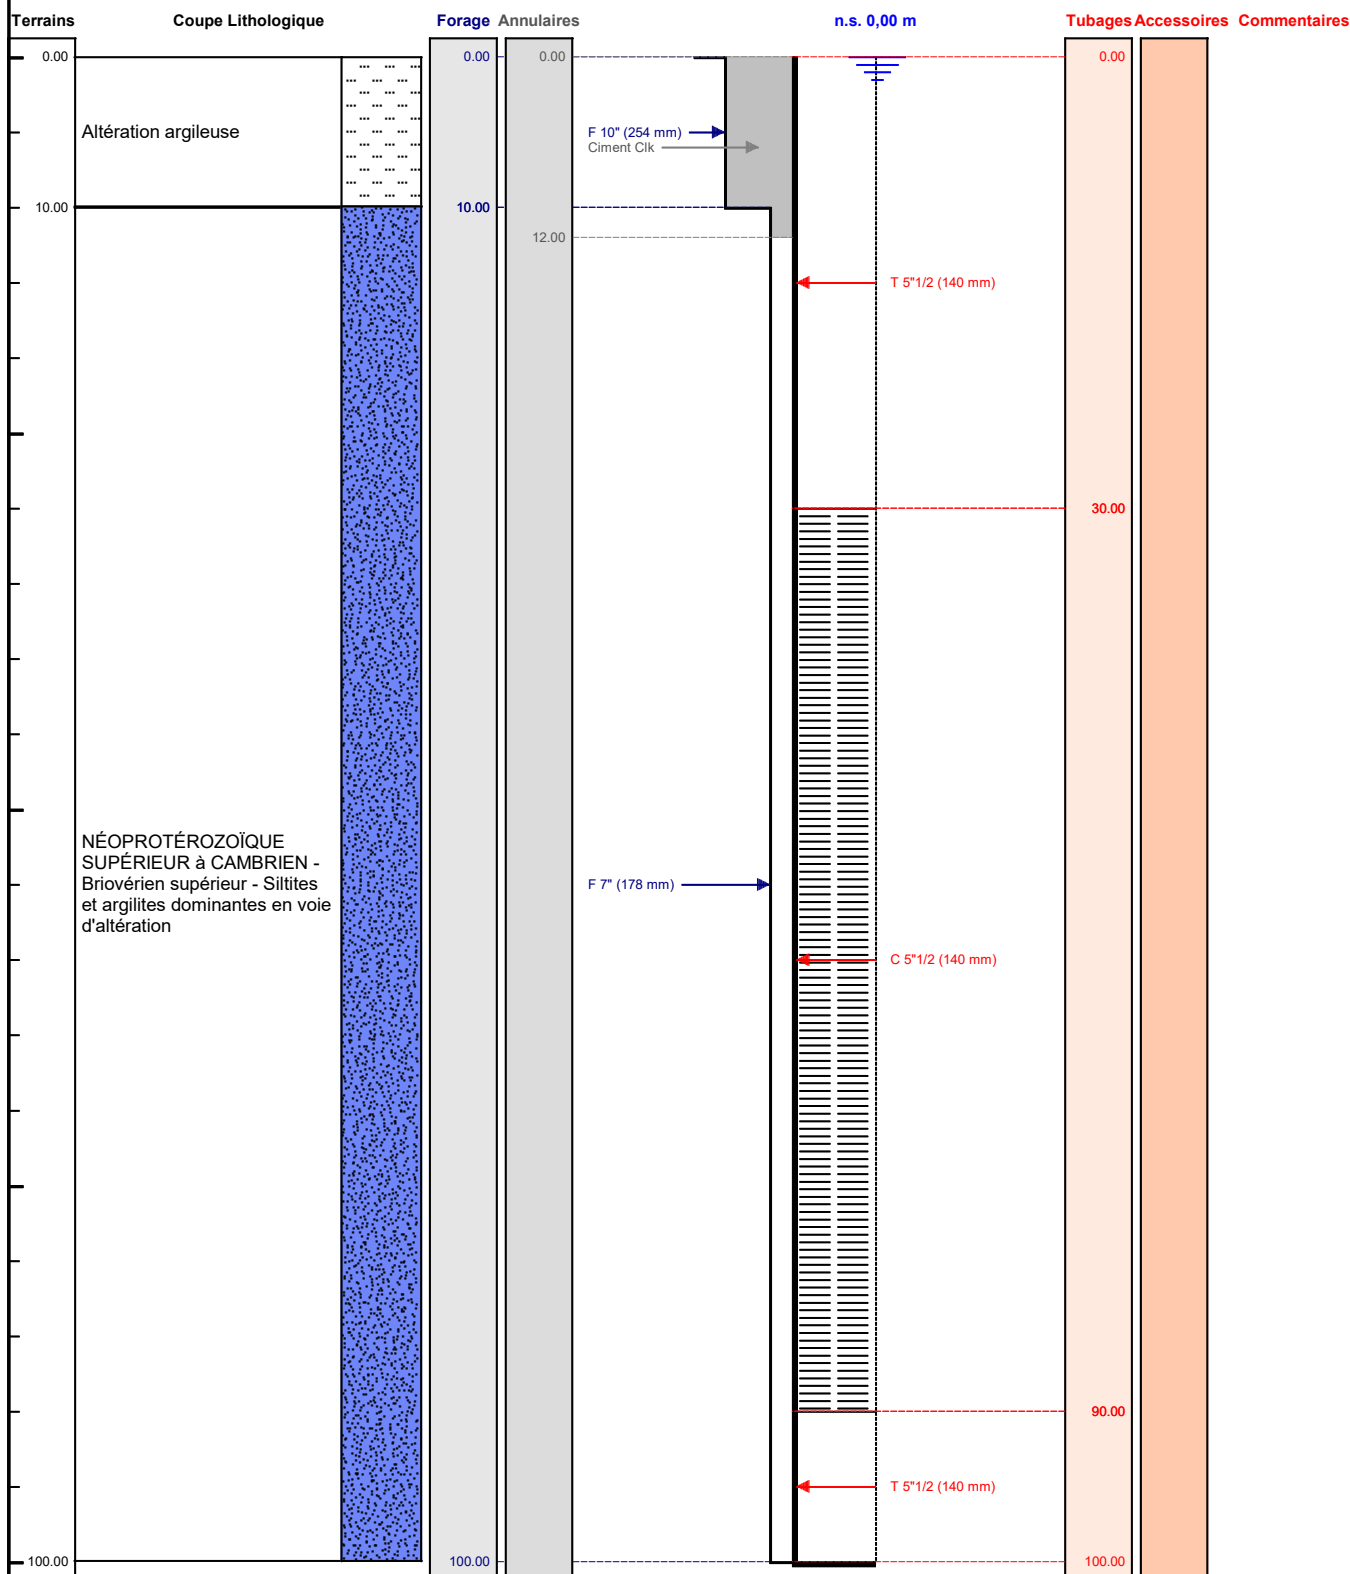 Terrains Coupe Lithologique Forage Annulaires n.s. 0,00 m Tubages Accessoires Commentaires
0.00 0.00 0.00 0.00
Altération argileuse
F 10" (254 mm)
Ciment Clk
10.00 10.00
12.00
T 5"1/2 (140 mm)
30.00
NÉOPROTÉROZOÏQUE
SUPÉRIEUR à CAMBRIEN -
Briovérien supérieur - Siltites
et argilites dominantes en voie
d'altération
F 7" (178 mm)
C 5"1/2 (140 mm)
90.00
T 5"1/2 (140 mm)
100.00 100.00 100.00